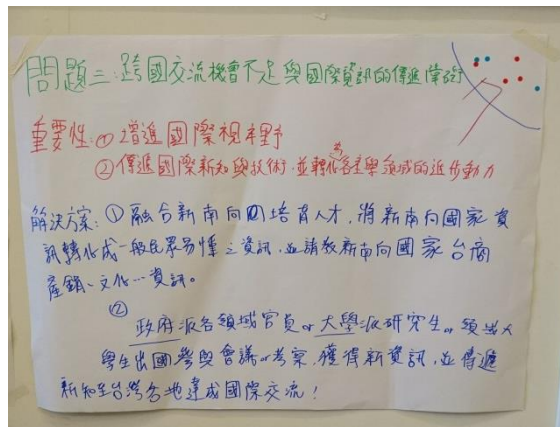 問題三:跨國交流機會不足與國際資訊的傳遞
重要性:① 增進國際視野
② 傳遞國際新知與技術,並轉化為各主學領域的進步動力
解決方案:① 融合新南向培育人才,將新南向國家資
訊轉化成一般民眾易懂之資訊,並請教新南向國家台商
產銷、文化…資訊。
②
政府派各領域官員or大學派研究生or領出大
學生出國參與會議or考察,獲得新資訊,並傳遞
新知至台灣各地達成國際交流!